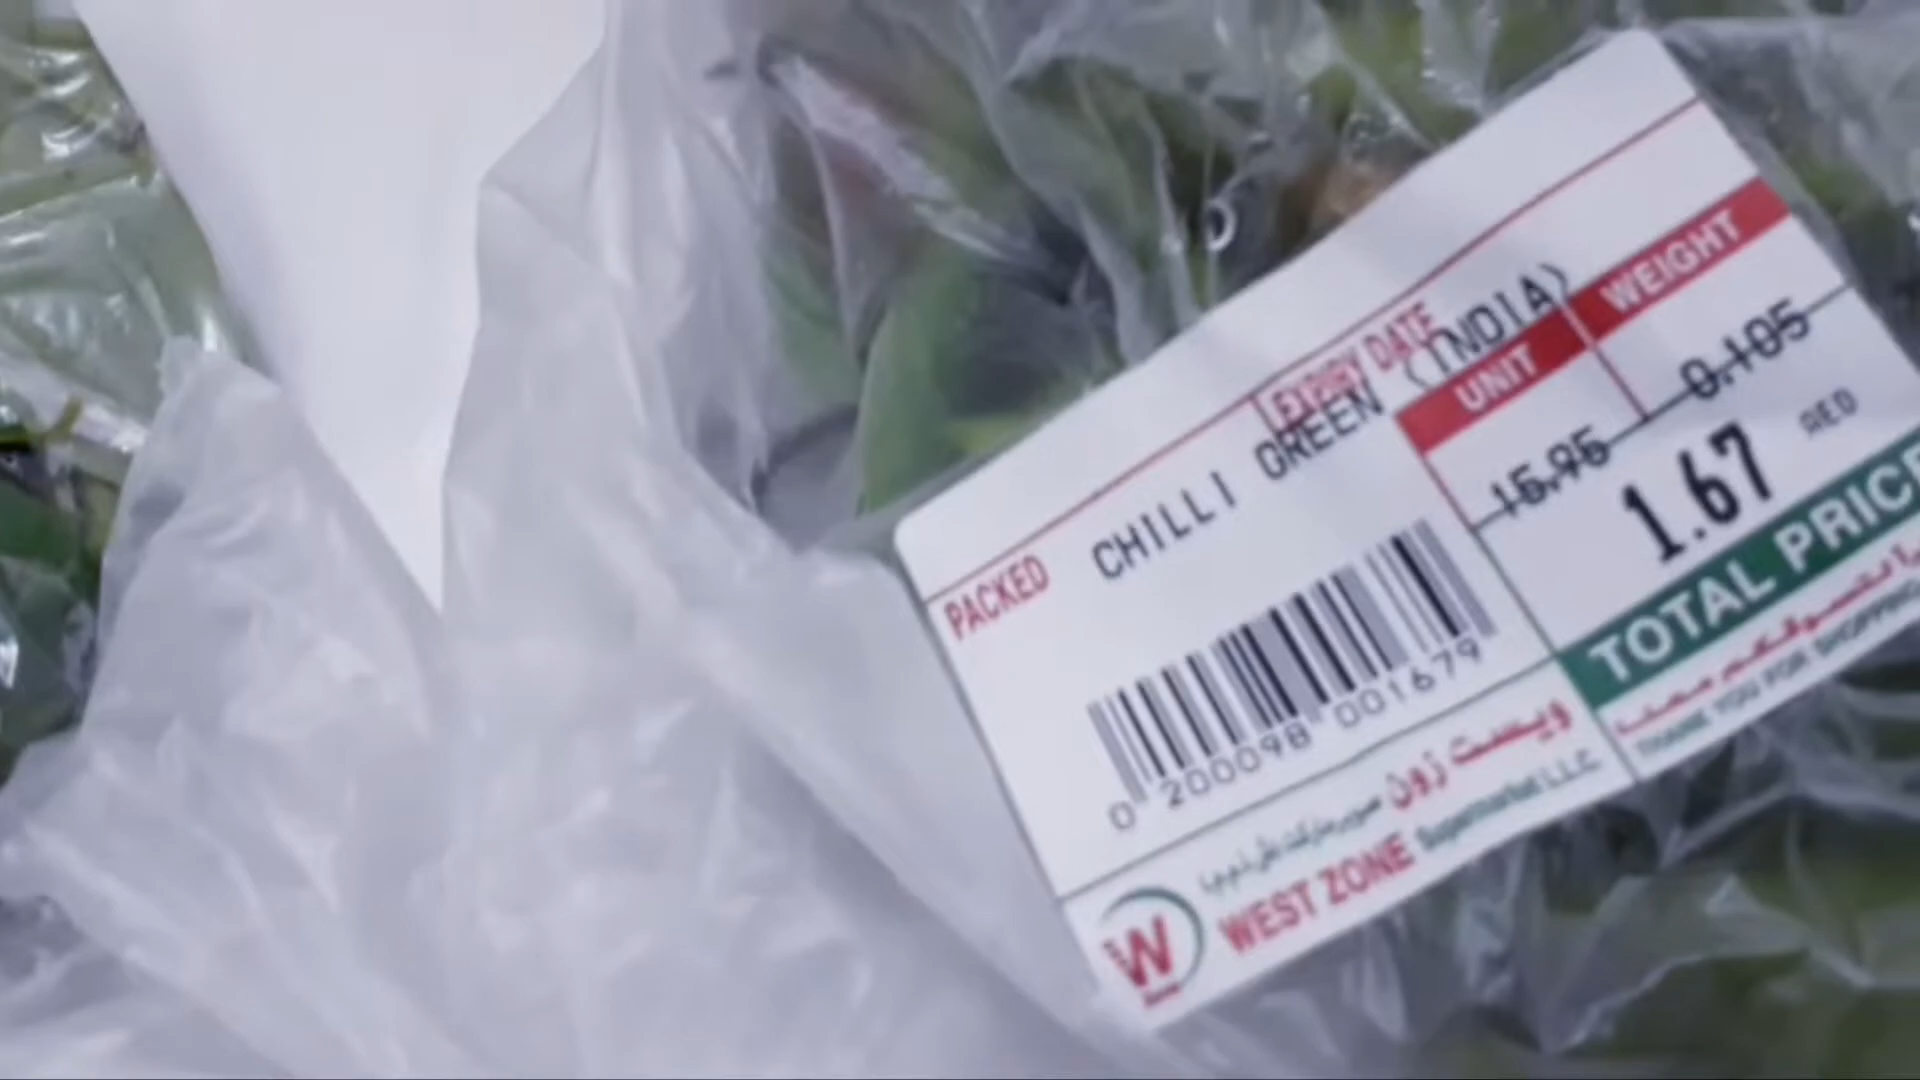 WEIGHT
UNIT
EXPIRY DATE
0.105
15.95
CHILLI GREEN (INDIA)
PACKED
1.67
AED
TOTAL PRICE
0 200098 001679
ويست زون
THANK YOU FOR SHOPPING
WEST ZONE Supermarket LLC
W